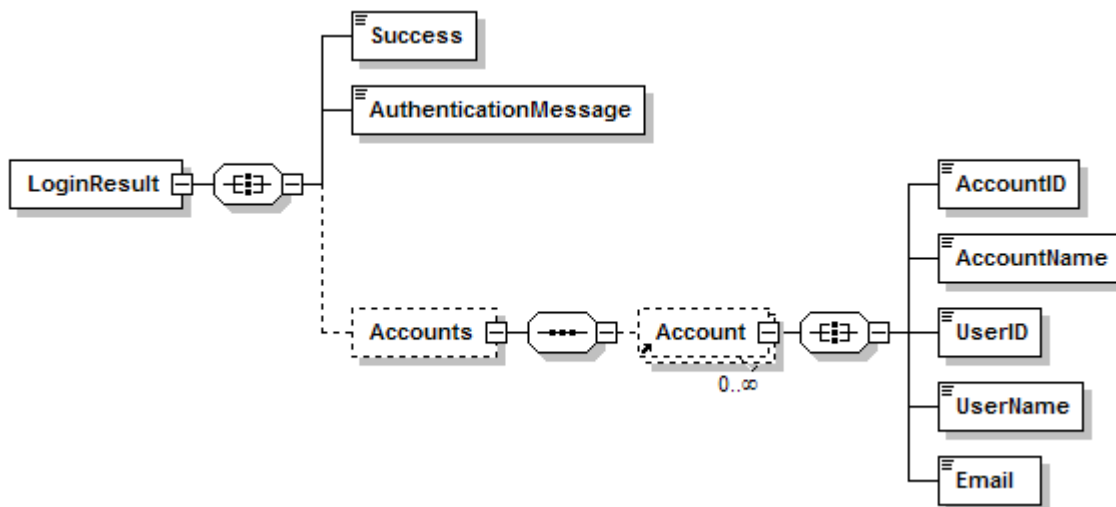 Success
AuthenticationMessage
LoginResult
AccountID
AccountName
Accounts
Account
0..∞
UserID
UserName
Email